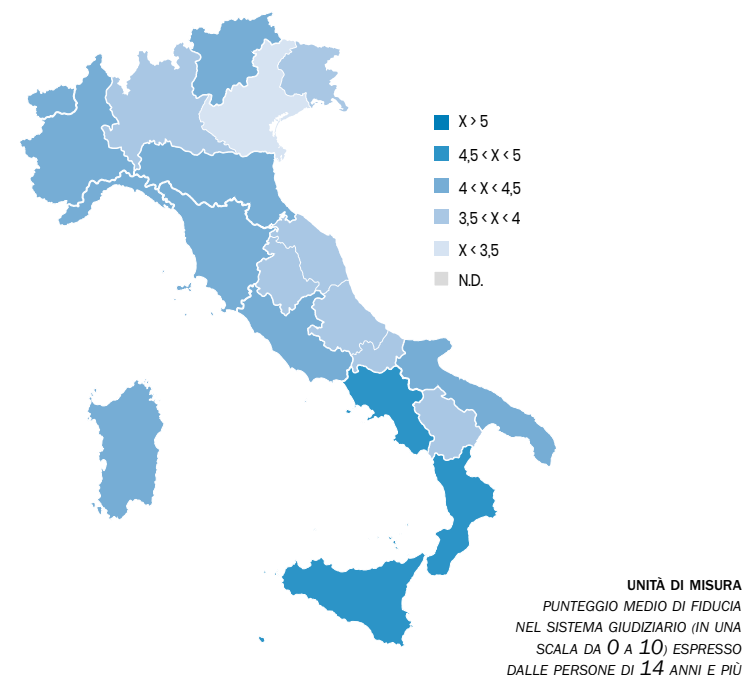 X > 5
4,5 < X < 5
4 < X < 4,5
3,5 < X < 4
X < 3,5
N.D.
UNITÀ DI MISURA
PUNTEGGIO MEDIO DI FIDUCIA
NEL SISTEMA GIUDIZIARIO (IN UNA
SCALA DA 0 A 10) ESPRESSO
DALLE PERSONE DI 14 ANNI E PIÙ